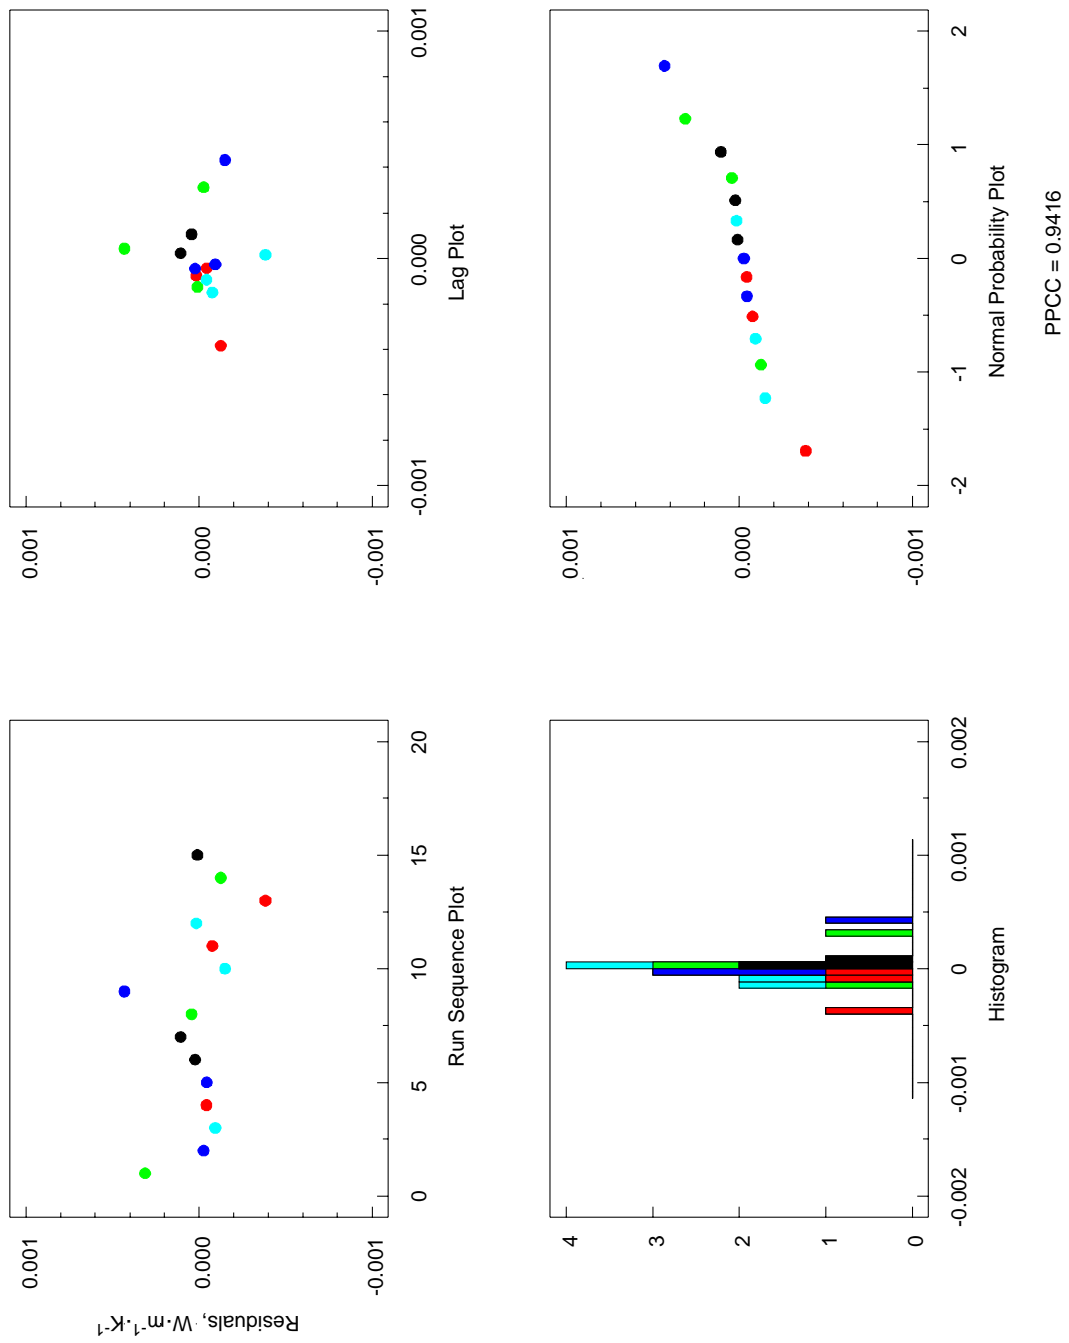 Residuals, W·m⁻¹·K⁻¹
0.001
0.000
-0.001
0 5 10 15 20
Run Sequence Plot
0.001
0.000
-0.001
-0.001 0.000 0.001
Lag Plot
4
3
2
1
0
-0.002 -0.001 0 0.001 0.002
Histogram
0.001
0.000
-0.001
-2 -1 0 1 2
Normal Probability Plot
PPCC = 0.9416